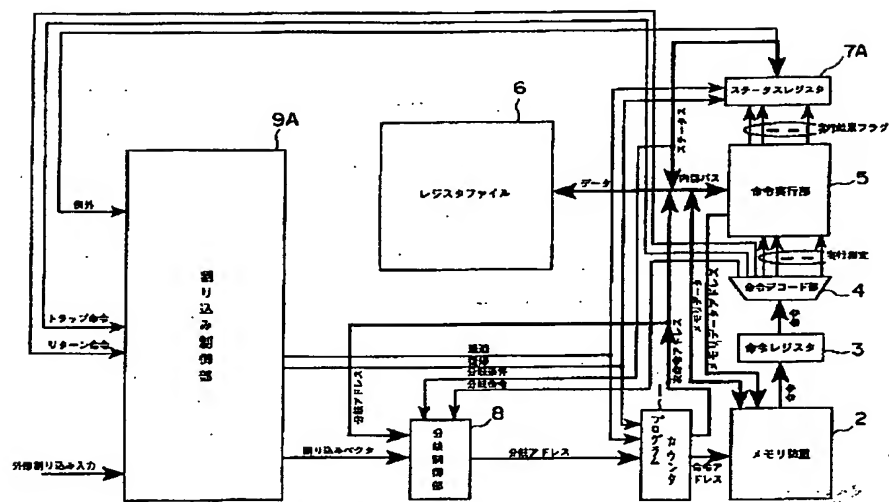 7A
ステータスレジスタ
6
9A
ステータス
実行結果フラグ
レジスタファイル
データ
内部バス
命令実行部
5
例外
割り込み制御部
命令デコード部
4
メモリデータアドレス
メモリデータ
次命令アドレス
命令
トラップ命令
リターン命令
命令レジスタ
3
分岐条件
分岐命令
分岐アドレス
命令
1
8
2
分岐制御部
プログラム
カウンタ
メモリ装置
外部割り込み入力
割り込みベクタ
分岐アドレス
命令アドレス